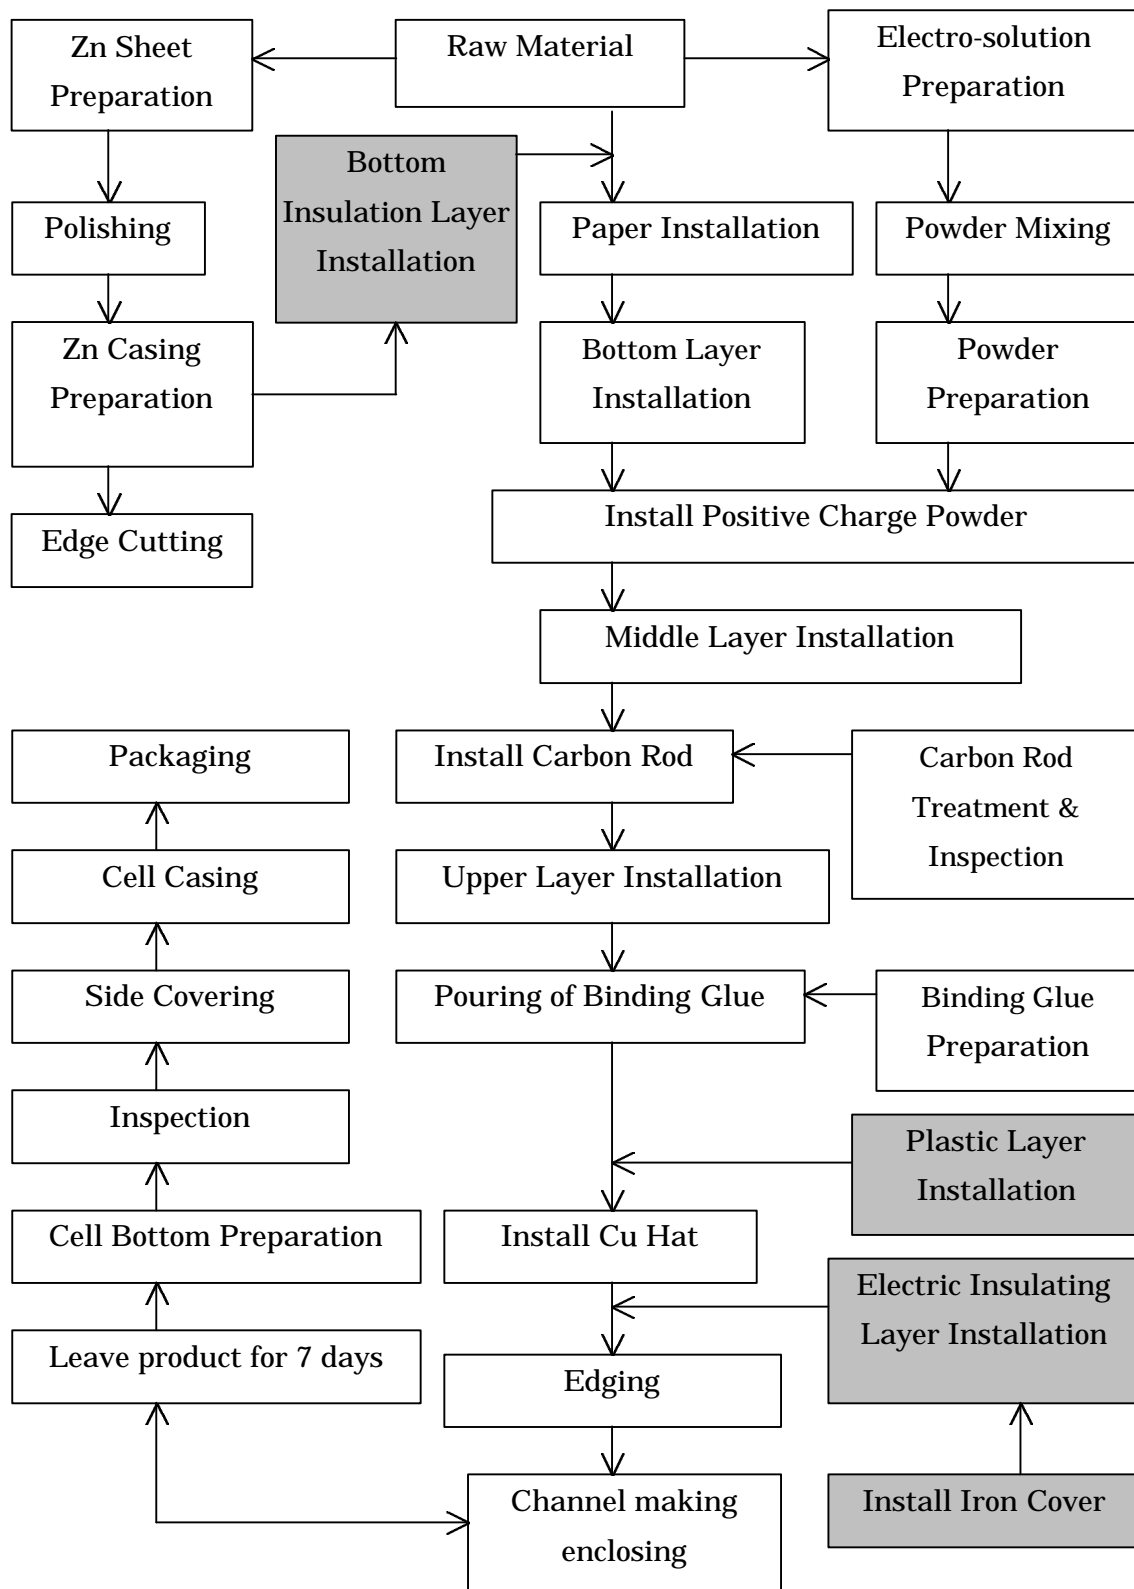 Zn Sheet
Preparation
Raw Material
Electro-solution
Preparation
Bottom
Insulation Layer
Installation
Polishing
Paper Installation
Powder Mixing
Zn Casing
Preparation
Bottom Layer
Installation
Powder
Preparation
Edge Cutting
Install Positive Charge Powder
Middle Layer Installation
Packaging
Install Carbon Rod
Carbon Rod
Treatment &
Inspection
Cell Casing
Upper Layer Installation
Side Covering
Pouring of Binding Glue
Binding Glue
Preparation
Inspection
Plastic Layer
Installation
Cell Bottom Preparation
Install Cu Hat
Electric Insulating
Layer Installation
Leave product for 7 days
Edging
Channel making
enclosing
Install Iron Cover